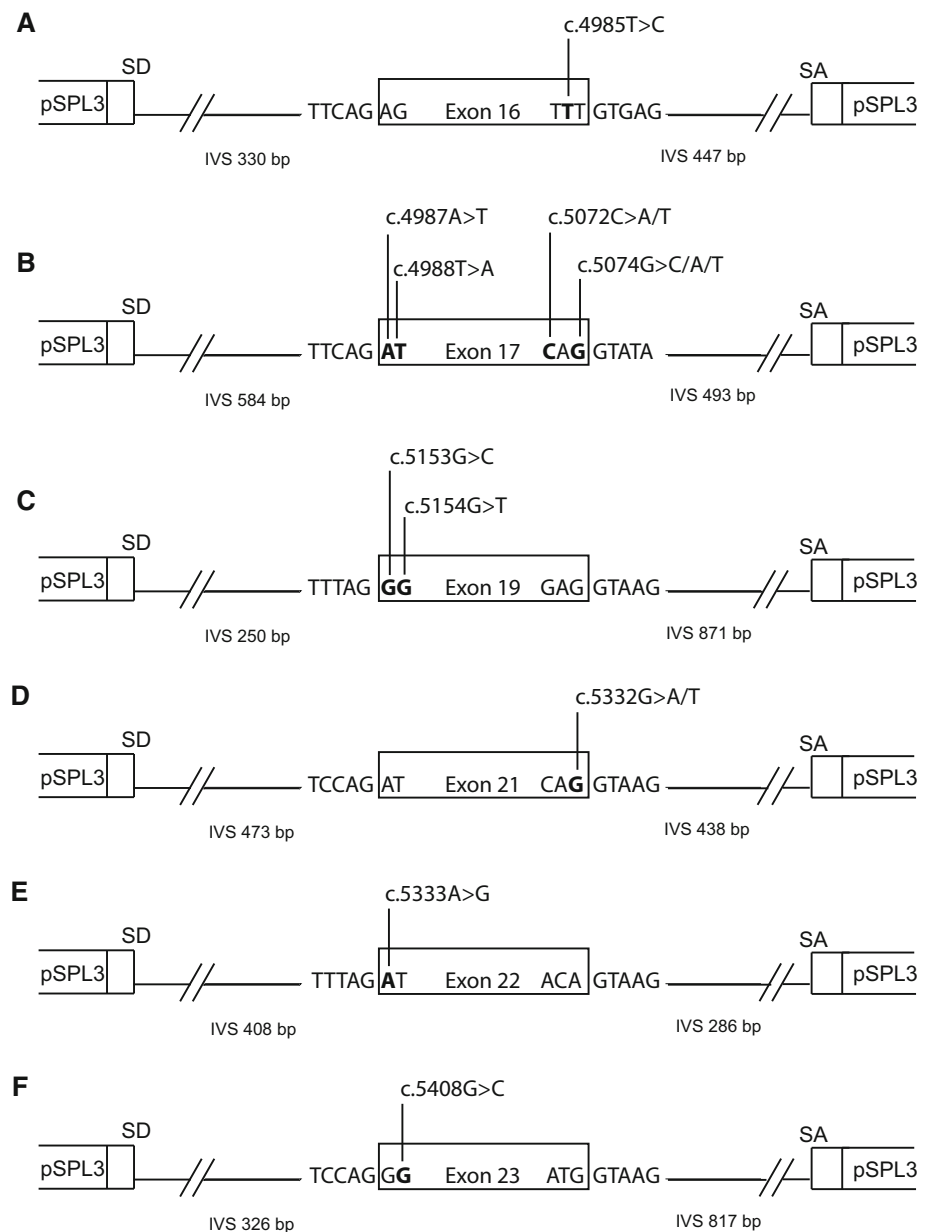 A
c.4985T>C
SD
SA
pSPL3
TTCAG AG Exon 16 TTT GTGAG
pSPL3
IVS 330 bp
IVS 447 bp
c.4987A>T
c.5072C>A/T
B
c.4988T>A
c.5074G>C/A/T
SD
SA
pSPL3
TTCAG AT Exon 17 CAG GTATA
pSPL3
IVS 584 bp
IVS 493 bp
c.5153G>C
C
c.5154G>T
SD
SA
pSPL3
TTTAG GG Exon 19 GAG GTAAG
pSPL3
IVS 250 bp
IVS 871 bp
D
c.5332G>A/T
SD
SA
pSPL3
TCCAG AT Exon 21 CAG GTAAG
pSPL3
IVS 473 bp
IVS 438 bp
E
c.5333A>G
SD
SA
pSPL3
TTTAG AT Exon 22 ACA GTAAG
pSPL3
IVS 408 bp
IVS 286 bp
F
c.5408G>C
SD
SA
pSPL3
TCCAG GG Exon 23 ATG GTAAG
pSPL3
IVS 326 bp
IVS 817 bp